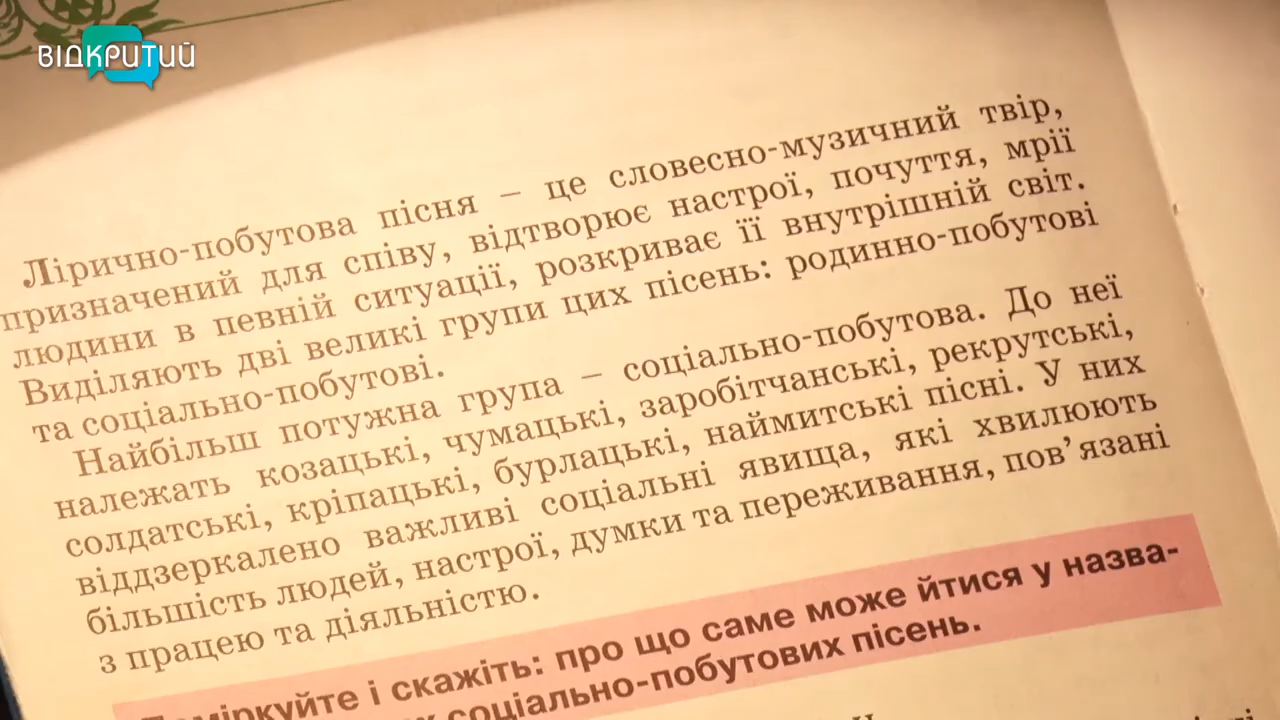 ВІДКРИТИЙ
Лірично-побутова пісня – це словесно-музичний твір,
призначений для співу, відтворює настрої, почуття, мрії
людини в певній ситуації, розкриває її внутрішній світ.
Виділяють дві великі групи цих пісень: родинно-побутові
та соціально-побутові.
Найбільш потужна група – соціально-побутова. До неї
належать козацькі, чумацькі, заробітчанські, рекрутські,
солдатські, кріпацькі, бурлацькі, наймитські пісні. У них
віддзеркалено важливі соціальні явища, які хвилюють
більшість людей, настрої, думки та переживання, пов’язані
з працею та діяльністю.
Поміркуйте і скажіть: про що саме може йтися у назва-
соціально-побутових пісень.